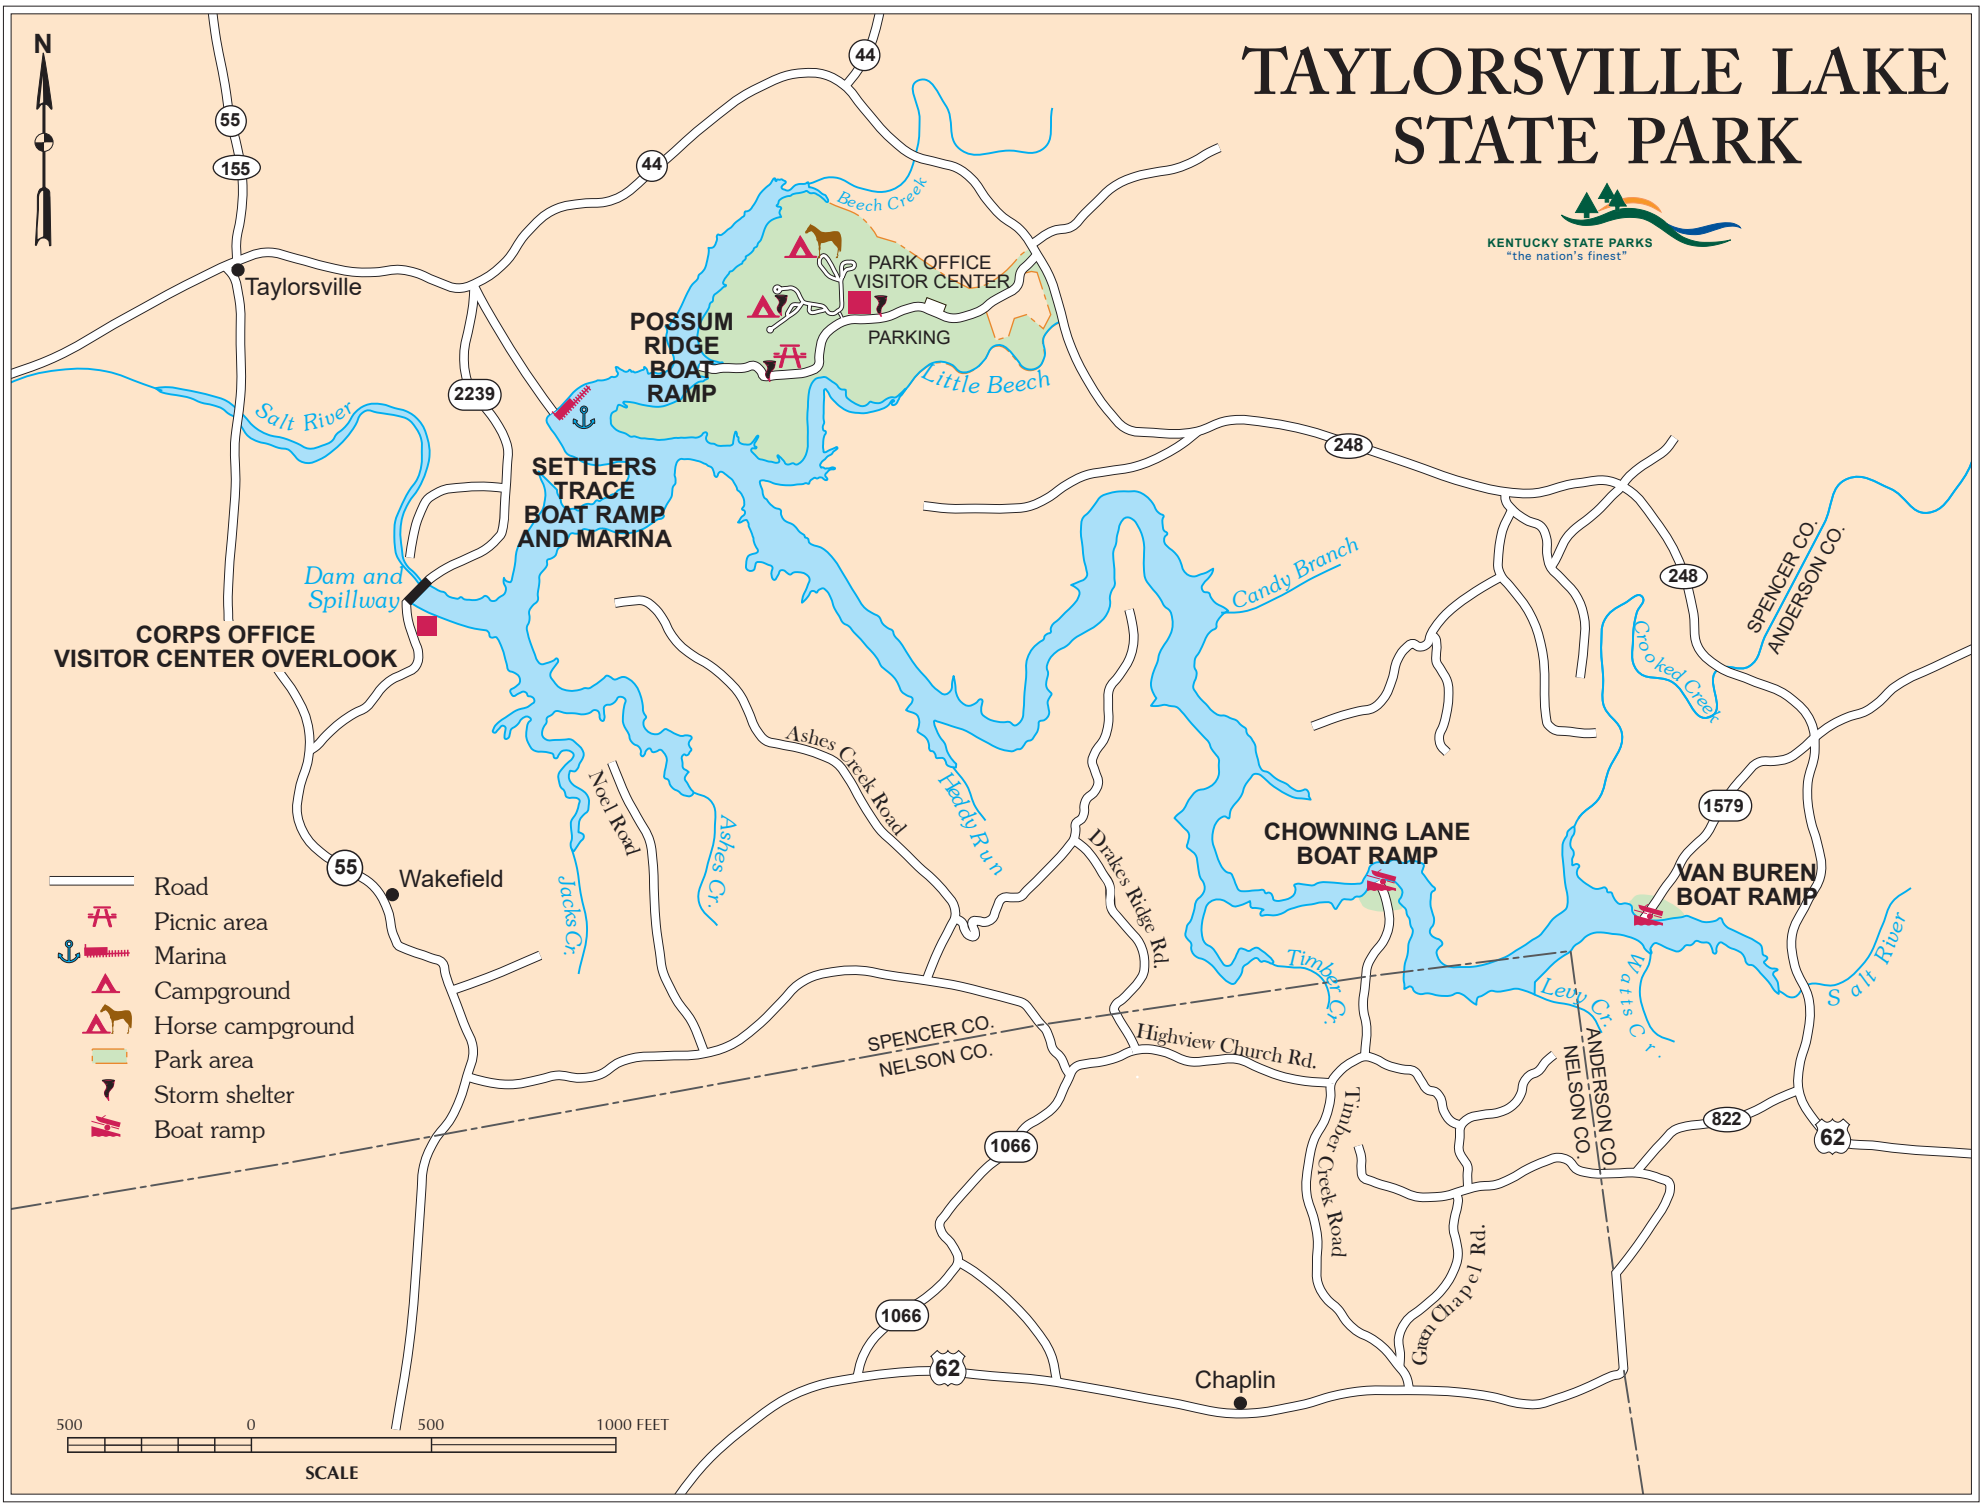 N
TAYLORSVILLE LAKE
STATE PARK
KENTUCKY STATE PARKS
“the nation’s finest”
44
55
155
44
Beech Creek
Taylorsville
PARK OFFICE
VISITOR CENTER
PARKING
POSSUM
RIDGE
BOAT
RAMP
Little Beech
2239
Salt River
248
SETTLERS
TRACE
BOAT RAMP
AND MARINA
Dam and
Spillway
CORPS OFFICE
VISITOR CENTER OVERLOOK
Candy Branch
248
SPENCER CO.
ANDERSON CO.
Crooked Creek
Ashes Creek Road
Noel Road
Heddy Run
Ashes Cr.
Jacks Cr.
Drakes Ridge Rd.
CHOWNING LANE
BOAT RAMP
1579
VAN BUREN
BOAT RAMP
55
Wakefield
Road
Picnic area
Marina
Campground
Horse campground
Park area
Storm shelter
Boat ramp
Timber Cr.
Levy Cr.
Watts Cr.
Salt River
SPENCER CO.
NELSON CO.
Highview Church Rd.
ANDERSON CO.
NELSON CO.
Timber Creek Road
822
62
1066
Green Chapel Rd.
1066
62
Chaplin
500 0 500 1000 FEET
SCALE